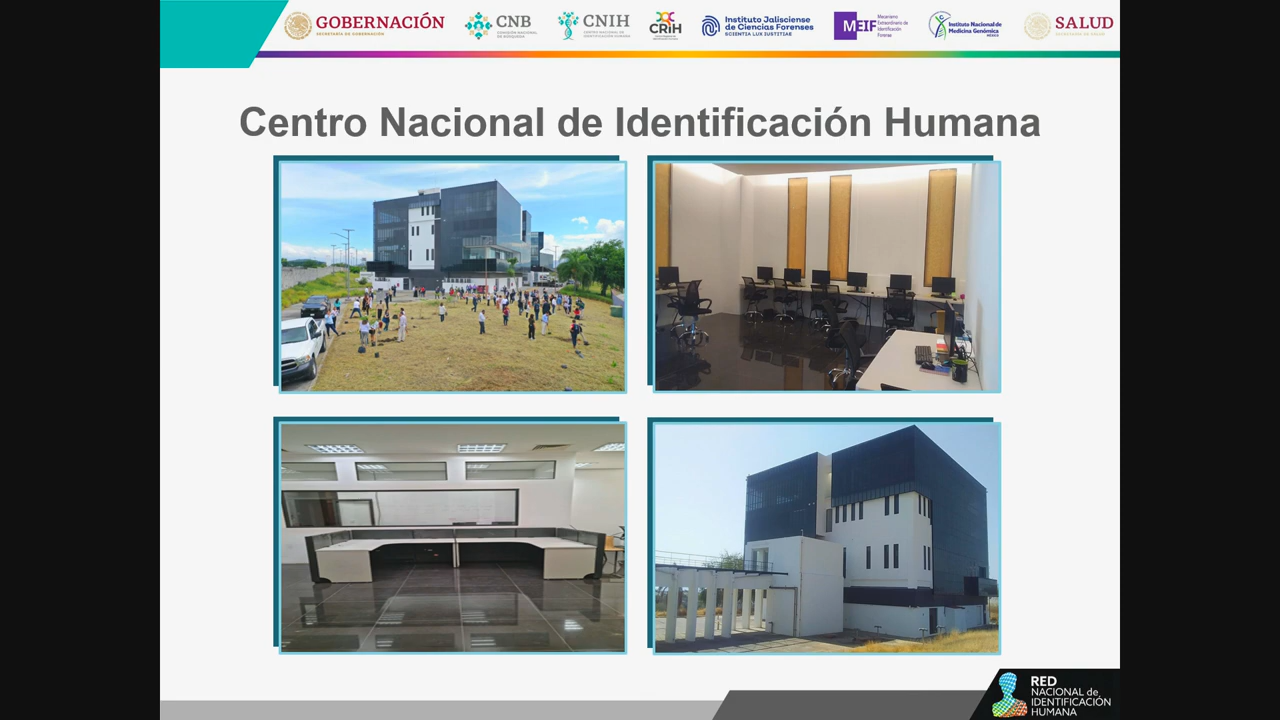 GOBERNACIÓN
SECRETARÍA DE GOBERNACIÓN
CNB
COMISIÓN NACIONAL
DE BÚSQUEDA
CNIH
CENTRO NACIONAL DE
IDENTIFICACIÓN HUMANA
CRIH
Instituto Jalisciense
de Ciencias Forenses
SCIENTIA LUX IUSTITIAE
MEIF
Mecanismo
Extraordinario de
Identificación
Forense
Instituto Nacional de
Medicina Genómica
MÉXICO
SALUD
SECRETARÍA DE SALUD
Centro Nacional de Identificación Humana
RED
NACIONAL de
IDENTIFICACIÓN
HUMANA